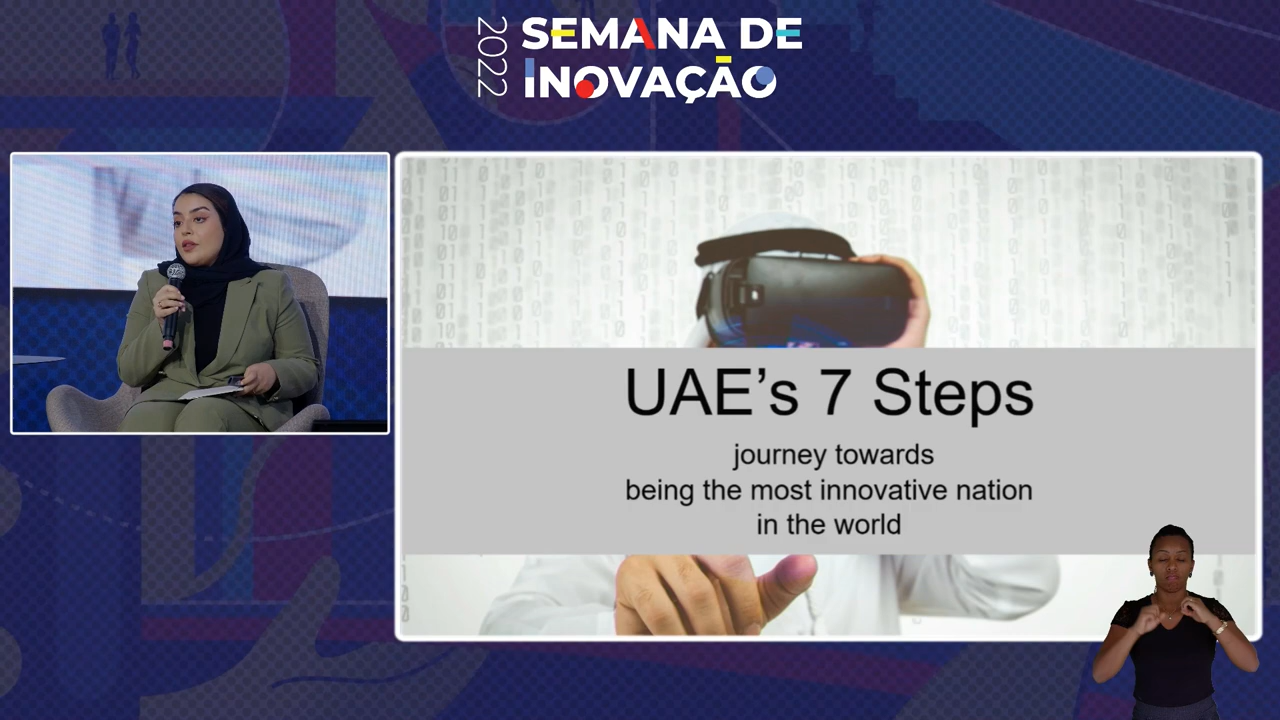 2022
SEMANA DE
INOVAÇÃO
UAE’s 7 Steps
journey towards
being the most innovative nation
in the world